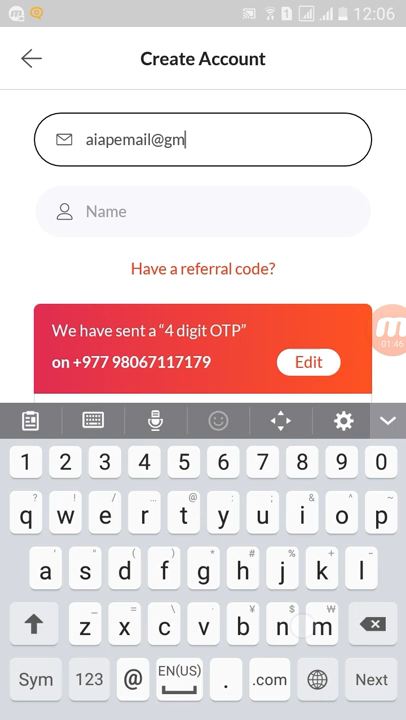 12:06
Create Account
aiapemail@gm
Name
Have a referral code?
We have sent a “4 digit OTP”
on +977 98067117179
Edit
01:46
1 2 3 4 5 6 7 8 9 0
q w e r t y u i o p
a s d f g h j k l
z x c v b n m
Sym 123 @ EN(US) . .com Next